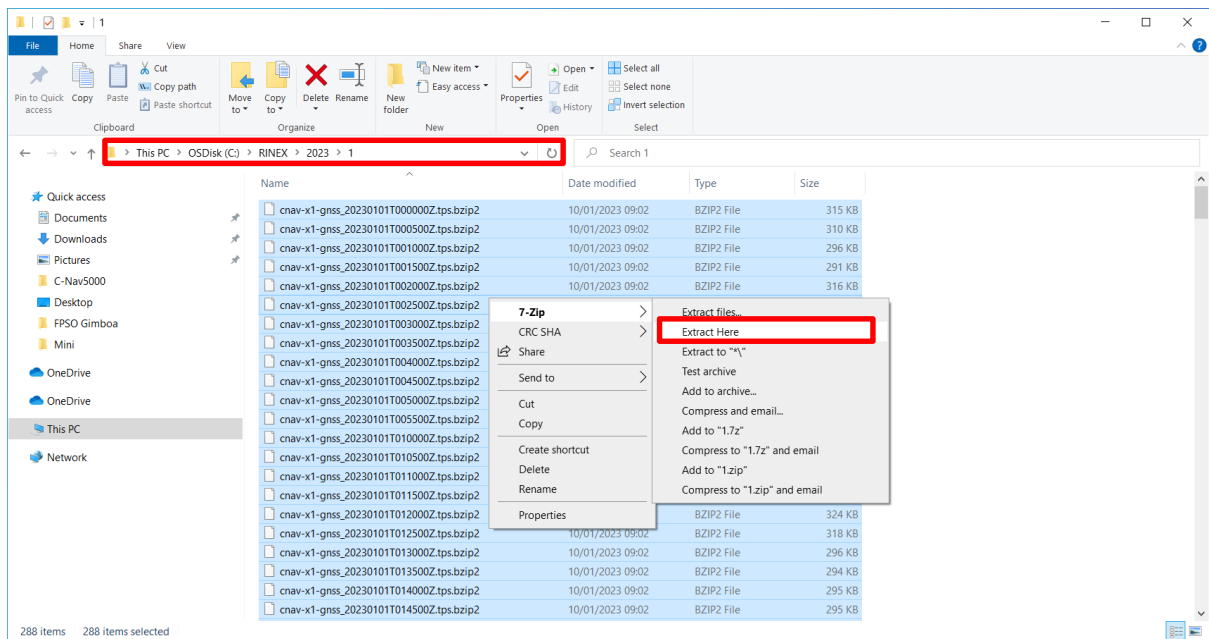 1
File Home Share View
Pin to Quick access
Copy
Paste
Cut
Copy path
Paste shortcut
Clipboard
Move to
Copy to
Delete
Rename
Organize
New folder
New item
Easy access
New
Properties
Open
Edit
History
Open
Select all
Select none
Invert selection
Select
This PC > OSDisk (C:) > RINEX > 2023 > 1
Search 1
Quick access
Documents
Downloads
Pictures
C-Nav5000
Desktop
FPSO Gimboa
Mini
OneDrive
OneDrive
This PC
Network
Name Date modified Type Size
cnav-x1-gnss_20230101T000000Z.tps.bzip2 10/01/2023 09:02 BZIP2 File 315 KB
cnav-x1-gnss_20230101T000500Z.tps.bzip2 10/01/2023 09:02 BZIP2 File 310 KB
cnav-x1-gnss_20230101T001000Z.tps.bzip2 10/01/2023 09:02 BZIP2 File 296 KB
cnav-x1-gnss_20230101T001500Z.tps.bzip2 10/01/2023 09:02 BZIP2 File 291 KB
cnav-x1-gnss_20230101T002000Z.tps.bzip2 10/01/2023 09:02 BZIP2 File 316 KB
cnav-x1-gnss_20230101T002500Z.tps.bzip2
cnav-x1-gnss_20230101T003000Z.tps.bzip2
cnav-x1-gnss_20230101T003500Z.tps.bzip2
cnav-x1-gnss_20230101T004000Z.tps.bzip2
cnav-x1-gnss_20230101T004500Z.tps.bzip2
cnav-x1-gnss_20230101T005000Z.tps.bzip2
cnav-x1-gnss_20230101T005500Z.tps.bzip2
cnav-x1-gnss_20230101T010000Z.tps.bzip2
cnav-x1-gnss_20230101T010500Z.tps.bzip2
cnav-x1-gnss_20230101T011000Z.tps.bzip2
cnav-x1-gnss_20230101T011500Z.tps.bzip2
cnav-x1-gnss_20230101T012000Z.tps.bzip2 BZIP2 File 324 KB
cnav-x1-gnss_20230101T012500Z.tps.bzip2 10/01/2023 09:02 BZIP2 File 318 KB
cnav-x1-gnss_20230101T013000Z.tps.bzip2 10/01/2023 09:02 BZIP2 File 296 KB
cnav-x1-gnss_20230101T013500Z.tps.bzip2 10/01/2023 09:02 BZIP2 File 294 KB
cnav-x1-gnss_20230101T014000Z.tps.bzip2 10/01/2023 09:02 BZIP2 File 295 KB
cnav-x1-gnss_20230101T014500Z.tps.bzip2 10/01/2023 09:02 BZIP2 File 295 KB
7-Zip
CRC SHA
Share
Send to
Cut
Copy
Create shortcut
Delete
Rename
Properties
Extract files...
Extract Here
Extract to "*\"
Test archive
Add to archive...
Compress and email...
Add to "1.7z"
Compress to "1.7z" and email
Add to "1.zip"
Compress to "1.zip" and email
288 items 288 items selected